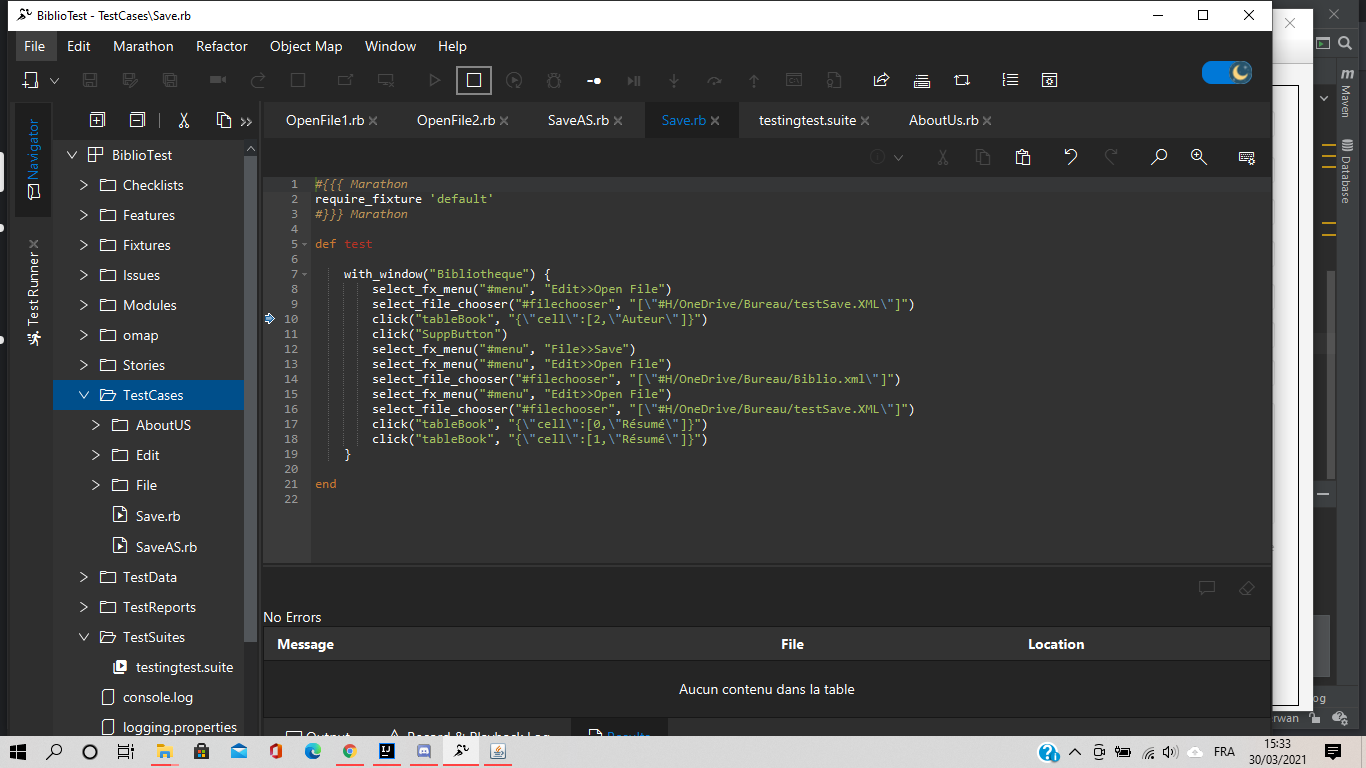 BiblioTest - TestCases\Save.rb
File Edit Marathon Refactor Object Map Window Help
OpenFile1.rb OpenFile2.rb SaveAS.rb Save.rb testingtest.suite AboutUs.rb
Navigator
Test Runner
BiblioTest
Checklists
Features
Fixtures
Issues
Modules
omap
Stories
TestCases
AboutUS
Edit
File
Save.rb
SaveAS.rb
TestData
TestReports
TestSuites
testingtest.suite
console.log
logging.properties
1 #{{{ Marathon
2 require_fixture 'default'
3 #}}} Marathon
4
5 def test
6
7 with_window("Bibliotheque") {
8 select_fx_menu("#menu", "Edit>>Open File")
9 select_file_chooser("#filechooser", "[\"#H/OneDrive/Bureau/testSave.XML\"]")
10 click("tableBook", "{\"cell\":[2,\"Auteur\"]}")
11 click("SuppButton")
12 select_fx_menu("#menu", "File>>Save")
13 select_fx_menu("#menu", "Edit>>Open File")
14 select_file_chooser("#filechooser", "[\"#H/OneDrive/Bureau/Biblio.xml\"]")
15 select_fx_menu("#menu", "Edit>>Open File")
16 select_file_chooser("#filechooser", "[\"#H/OneDrive/Bureau/testSave.XML\"]")
17 click("tableBook", "{\"cell\":[0,\"Résumé\"]}")
18 click("tableBook", "{\"cell\":[1,\"Résumé\"]}")
19 }
20
21 end
22
No Errors
Message File Location
Aucun contenu dans la table
Output Record & Playback Log Results
m Maven
Database
og
rwan
FRA
15:33
30/03/2021